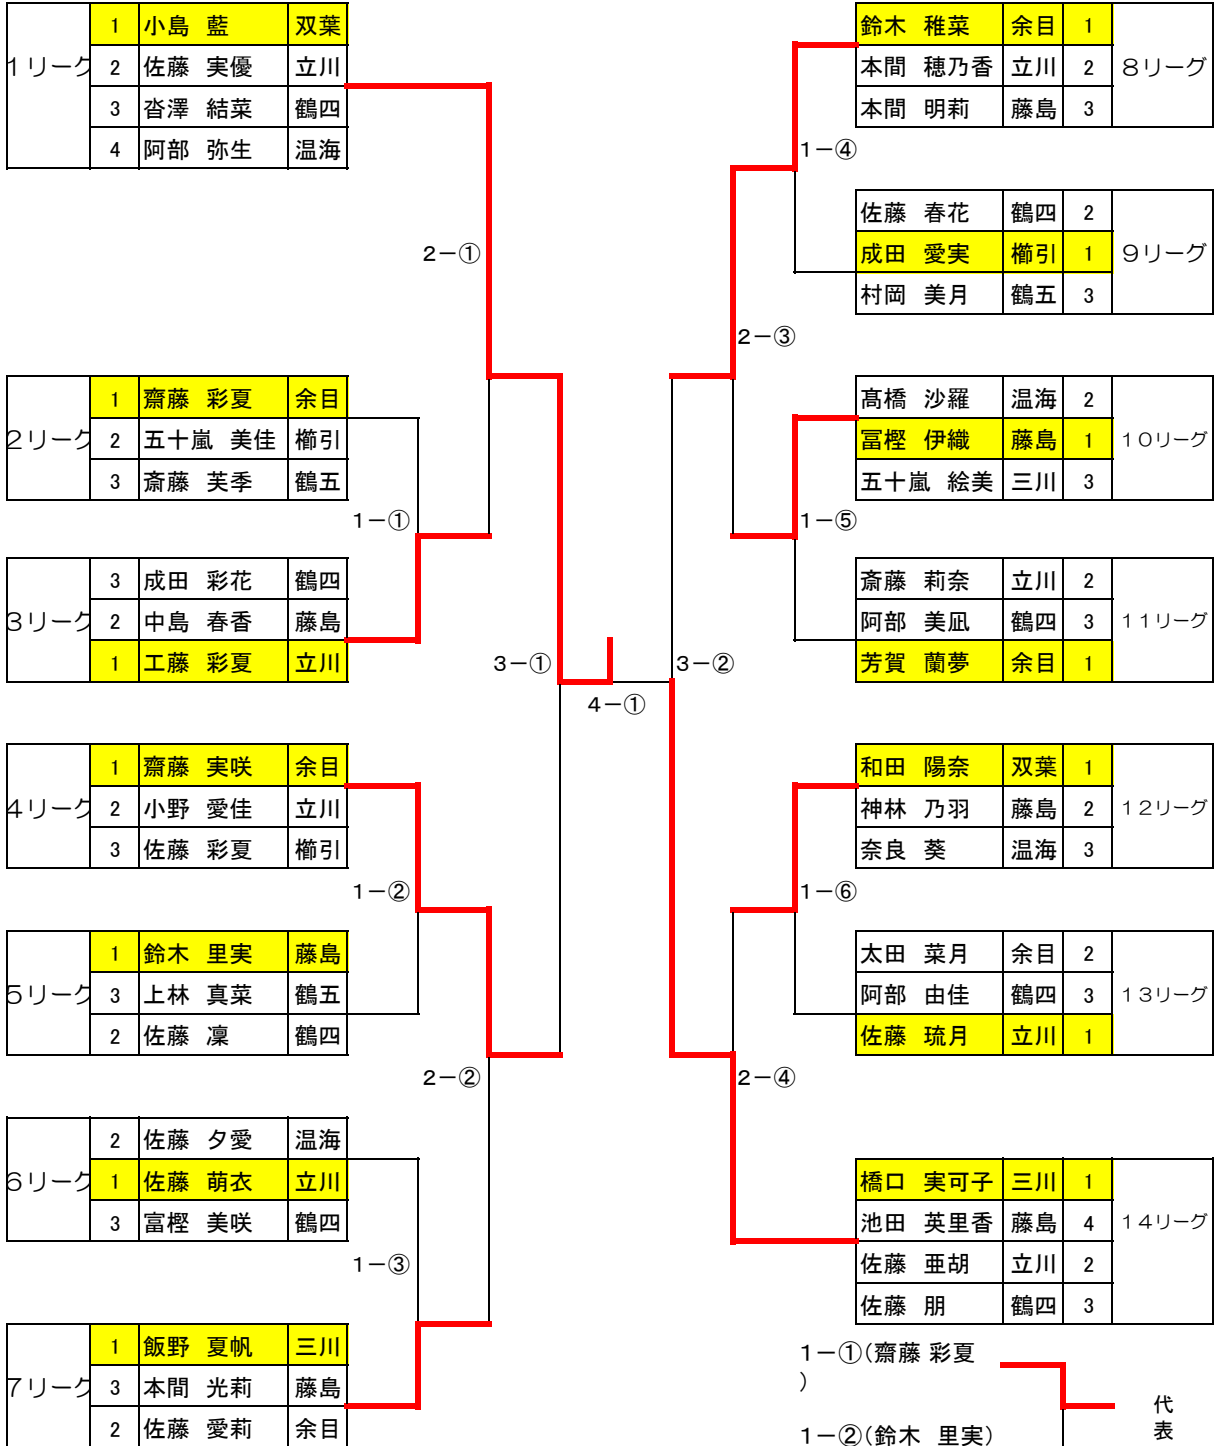 1リーグ
1 小島 藍 双葉
2 佐藤 実優 立川
3 沓澤 結菜 鶴四
4 阿部 弥生 温海
2リーグ
1 齋藤 彩夏 余目
2 五十嵐 美佳 櫛引
3 斎藤 芙季 鶴五
3リーグ
3 成田 彩花 鶴四
2 中島 春香 藤島
1 工藤 彩夏 立川
4リーグ
1 齋藤 実咲 余目
2 小野 愛佳 立川
3 佐藤 彩夏 櫛引
5リーグ
1 鈴木 里実 藤島
3 上林 真菜 鶴五
2 佐藤 凜 鶴四
6リーグ
2 佐藤 夕愛 温海
1 佐藤 萌衣 立川
3 富樫 美咲 鶴四
7リーグ
1 飯野 夏帆 三川
3 本間 光莉 藤島
2 佐藤 愛莉 余目
2－①
1－①
3－①
4－①
1－②
2－②
1－③
1－④
2－③
1－⑤
3－②
1－⑥
2－④
鈴木 稚菜 余目 1
本間 穂乃香 立川 2
本間 明莉 藤島 3
8リーグ
佐藤 春花 鶴四 2
成田 愛実 櫛引 1
村岡 美月 鶴五 3
9リーグ
髙橋 沙羅 温海 2
冨樫 伊織 藤島 1
五十嵐 絵美 三川 3
10リーグ
斎藤 莉奈 立川 2
阿部 美凪 鶴四 3
芳賀 蘭夢 余目 1
11リーグ
和田 陽奈 双葉 1
神林 乃羽 藤島 2
奈良 葵 温海 3
12リーグ
太田 菜月 余目 2
阿部 由佳 鶴四 3
佐藤 琉月 立川 1
13リーグ
橋口 実可子 三川 1
池田 英里香 藤島 4
佐藤 亜胡 立川 2
佐藤 朋 鶴四 3
14リーグ
1－①(齋藤 彩夏
)
1－②(鈴木 里実)
代
表